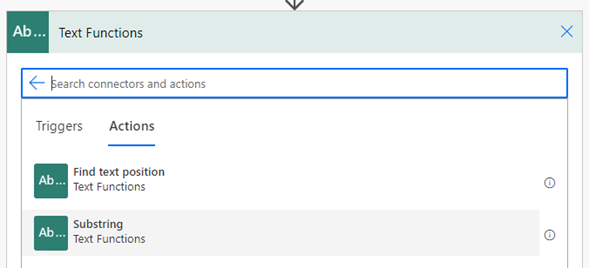 Ab... Text Functions
Search connectors and actions
Triggers Actions
Ab... Find text position
Text Functions
Ab... Substring
Text Functions